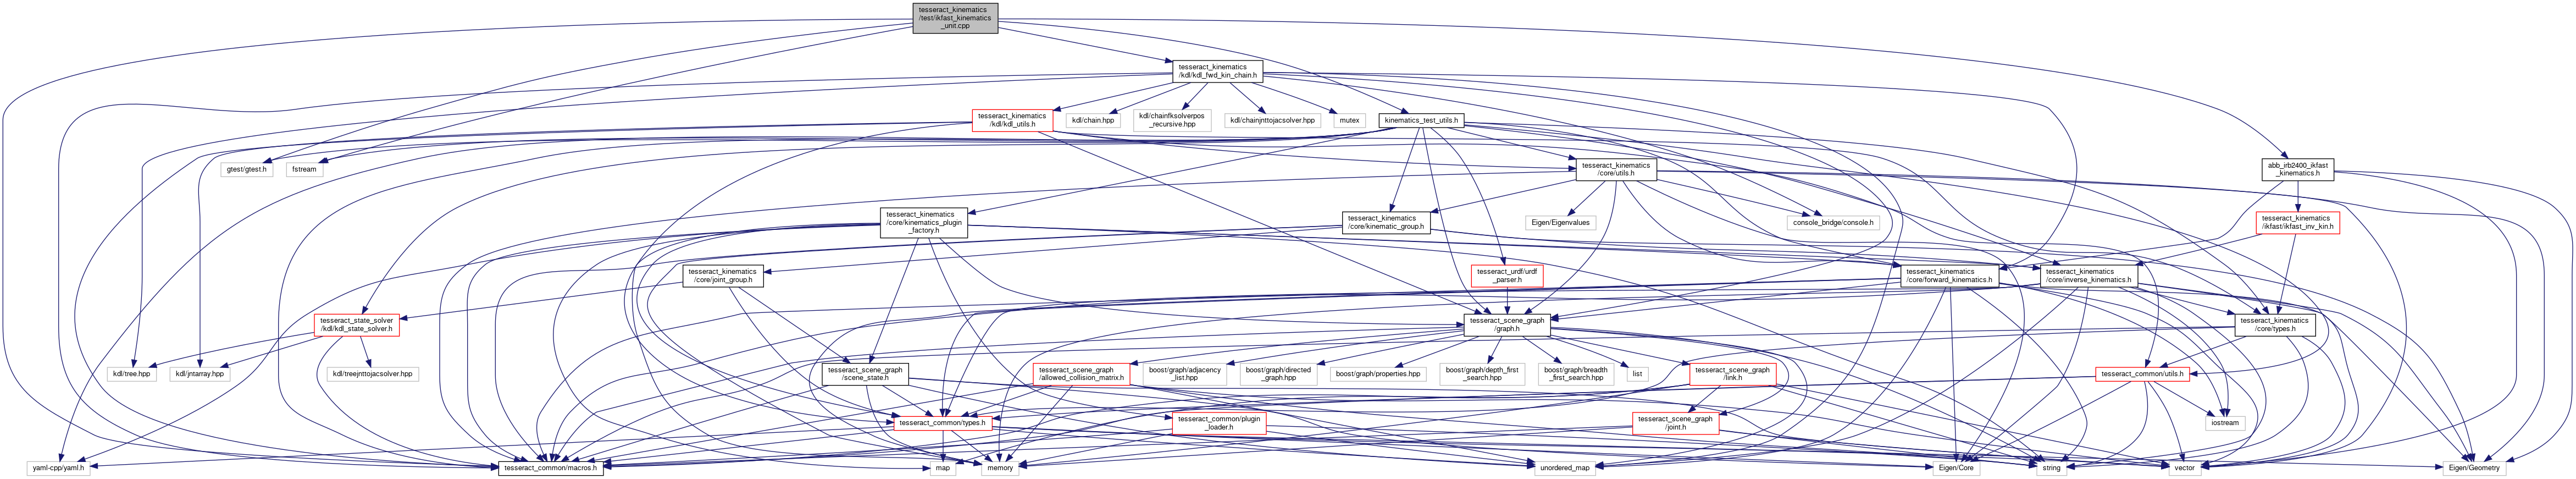 tesseract_kinematics
/test/ikfast_kinematics
_unit.cpp
tesseract_kinematics
/kdl/kdl_fwd_kin_chain.h
tesseract_kinematics
/kdl/kdl_utils.h
kdl/chain.hpp
kdl/chainfksolverpos
_recursive.hpp
kdl/chainjnttojacsolver.hpp
mutex
kinematics_test_utils.h
gtest/gtest.h
fstream
tesseract_kinematics
/core/utils.h
abb_irb2400_ikfast
_kinematics.h
tesseract_kinematics
/core/kinematics_plugin
_factory.h
tesseract_kinematics
/core/kinematic_group.h
Eigen/Eigenvalues
console_bridge/console.h
tesseract_kinematics
/ikfast/ikfast_inv_kin.h
tesseract_kinematics
/core/joint_group.h
tesseract_urdf/urdf
_parser.h
tesseract_kinematics
/core/forward_kinematics.h
tesseract_kinematics
/core/inverse_kinematics.h
tesseract_state_solver
/kdl/kdl_state_solver.h
tesseract_scene_graph
/graph.h
tesseract_kinematics
/core/types.h
kdl/tree.hpp
kdl/jntarray.hpp
kdl/treejnttojacsolver.hpp
tesseract_scene_graph
/scene_state.h
tesseract_scene_graph
/allowed_collision_matrix.h
boost/graph/adjacency
_list.hpp
boost/graph/directed
_graph.hpp
boost/graph/properties.hpp
boost/graph/depth_first
_search.hpp
boost/graph/breadth
_first_search.hpp
list
tesseract_scene_graph
/link.h
tesseract_common/utils.h
tesseract_common/types.h
tesseract_common/plugin
_loader.h
tesseract_scene_graph
/joint.h
iostream
yaml-cpp/yaml.h
tesseract_common/macros.h
map
memory
unordered_map
Eigen/Core
string
vector
Eigen/Geometry